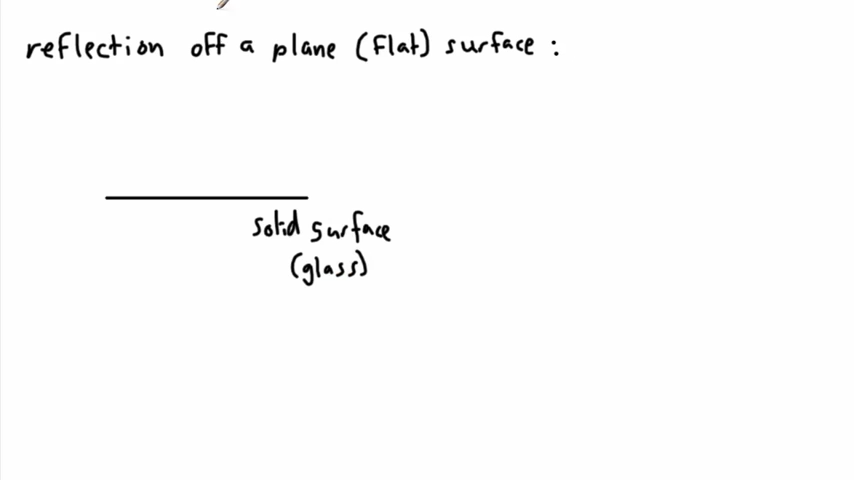 reflection off a plane (flat) surface :
solid surface
(glass)